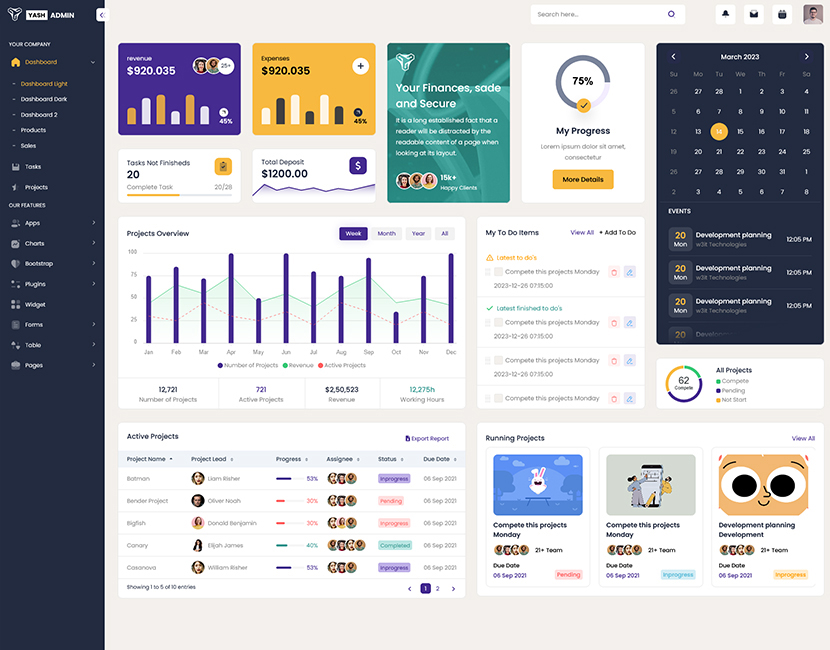 YASH ADMIN
Search here...
YOUR COMPANY
Dashboard
Dashboard Light
Dashboard Dark
Dashboard 2
Products
Sales
Tasks
Projects
OUR FEATURES
Apps
Charts
Bootstrap
Plugins
Widget
Forms
Table
Pages
revenue
$920.035
25+
45%
Expenses
$920.035
45%
Tasks Not Finisheds
20
Complete Task 20/28
Total Deposit
$1200.00
$
Your Finances, sade
and Secure
It is a long established fact that a
reader will be distracted by the
readable content of a page when
looking at its layout.
15k+
Happy Clients
75%
My Progress
Lorem ipsum dolor sit amet,
consectetur
More Details
March 2023
Su Mo Tu We Th Fr Sa
26 27 28 1 2 3 4
5 6 7 8 9 10 11
12 13 14 15 16 17 18
19 20 21 22 23 24 25
26 27 28 29 30 31 1
2 3 4 5 6 7 8
EVENTS
20 Mon
Development planning
w3it Technologies
12:05 PM
20 Mon
Development planning
w3it Technologies
12:05 PM
20 Mon
Development planning
w3it Technologies
12:05 PM
20
Projects Overview
Week Month Year All
100
75
50
25
0
Jan Feb Mar Apr May Jun Jul Aug Sep Oct Nov Dec
Number of Projects Revenue Active Projects
12,721
Number of Projects
721
Active Projects
$2,50,523
Revenue
12,275h
Working Hours
My To Do Items
View All + Add To Do
Latest to do's
Compete this projects Monday
2023-12-26 07:15:00
Latest finished to do's
Compete this projects Monday
2023-12-26 07:15:00
Compete this projects Monday
2023-12-26 07:15:00
Compete this projects Monday
62
Compete
All Projects
Compete
Pending
Not Start
Active Projects
Export Report
Project Name Project Lead Progress Assignee Status Due Date
Batman Liam Risher 53% Inprogress 06 Sep 2021
Bender Project Oliver Noah 30% Pending 06 Sep 2021
Bigfish Donald Benjamin 30% Inprogress 06 Sep 2021
Canary Elijah James 40% Completed 06 Sep 2021
Casanova William Risher 53% Inprogress 06 Sep 2021
Showing 1 to 5 of 10 entries
1 2
Running Projects
View All
Compete this projects
Monday
21+ Team
Due Date
06 Sep 2021 Pending
Compete this projects
Monday
21+ Team
Due Date
06 Sep 2021 Inprogress
Development planning
Development
21+ Team
Due Date
06 Sep 2021 Inprogress